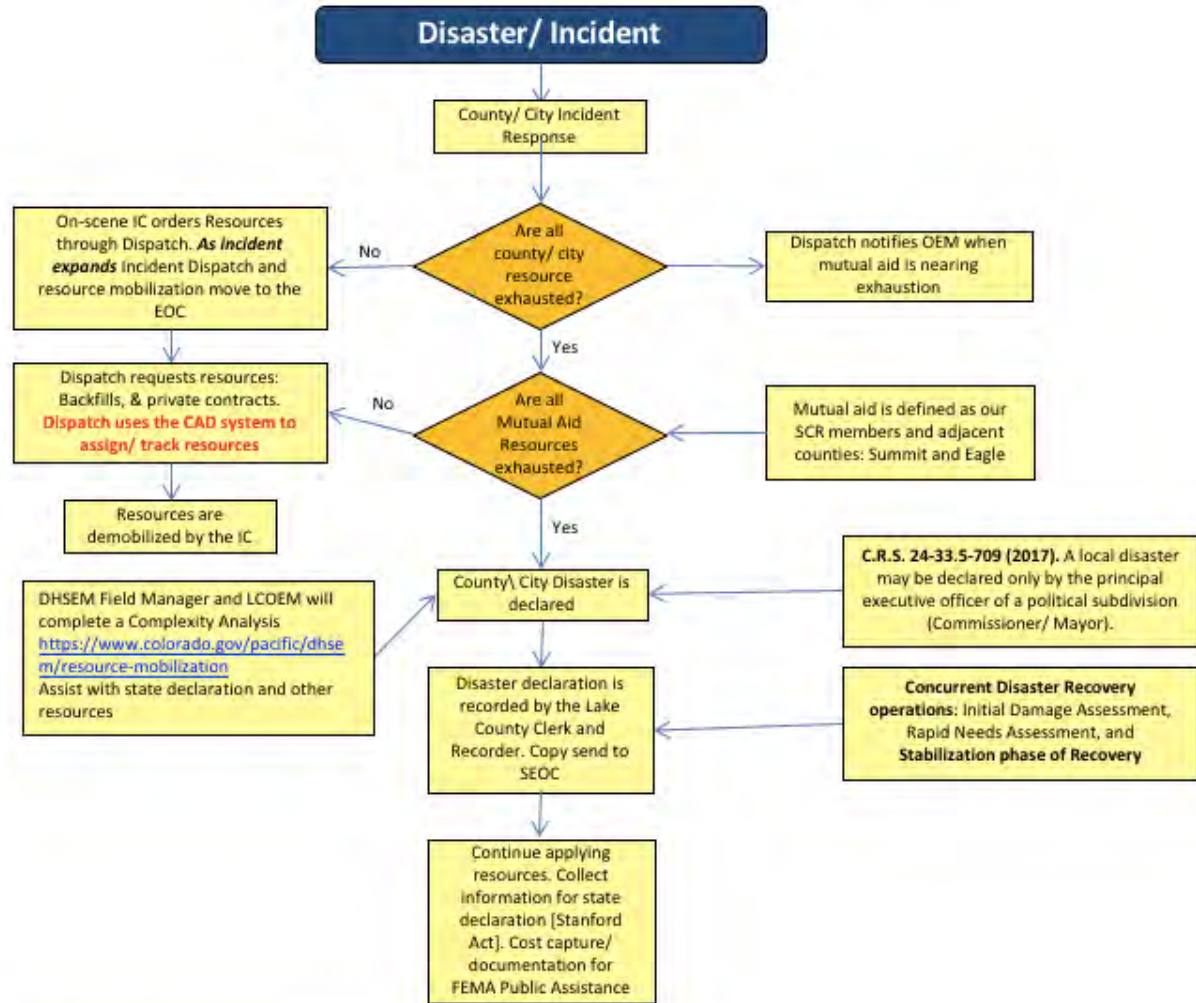 Disaster/ Incident
County/ City Incident
Response
On-scene IC orders Resources
through Dispatch. As incident
expands Incident Dispatch and
resource mobilization move to the
EOC
No
Are all
county/ city
resource
exhausted?
Dispatch notifies OEM when
mutual aid is nearing
exhaustion
Yes
Dispatch requests resources:
Backfills, & private contracts.
Dispatch uses the CAD system to
assign/ track resources
No
Are all
Mutual Aid
Resources
exhausted?
Mutual aid is defined as our
SCR members and adjacent
counties: Summit and Eagle
Resources are
demobilized by the IC
Yes
DHSEM Field Manager and LCOEM will
complete a Complexity Analysis
https://www.colorado.gov/pacific/dhse
m/resource-mobilization
Assist with state declaration and other
resources
County\ City Disaster is
declared
C.R.S. 24-33.5-709 (2017). A local disaster
may be declared only by the principal
executive officer of a political subdivision
(Commissioner/ Mayor).
Disaster declaration is
recorded by the Lake
County Clerk and
Recorder. Copy send to
SEOC
Concurrent Disaster Recovery
operations: Initial Damage Assessment,
Rapid Needs Assessment, and
Stabilization phase of Recovery
Continue applying
resources. Collect
information for state
declaration [Stanford
Act]. Cost capture/
documentation for
FEMA Public Assistance